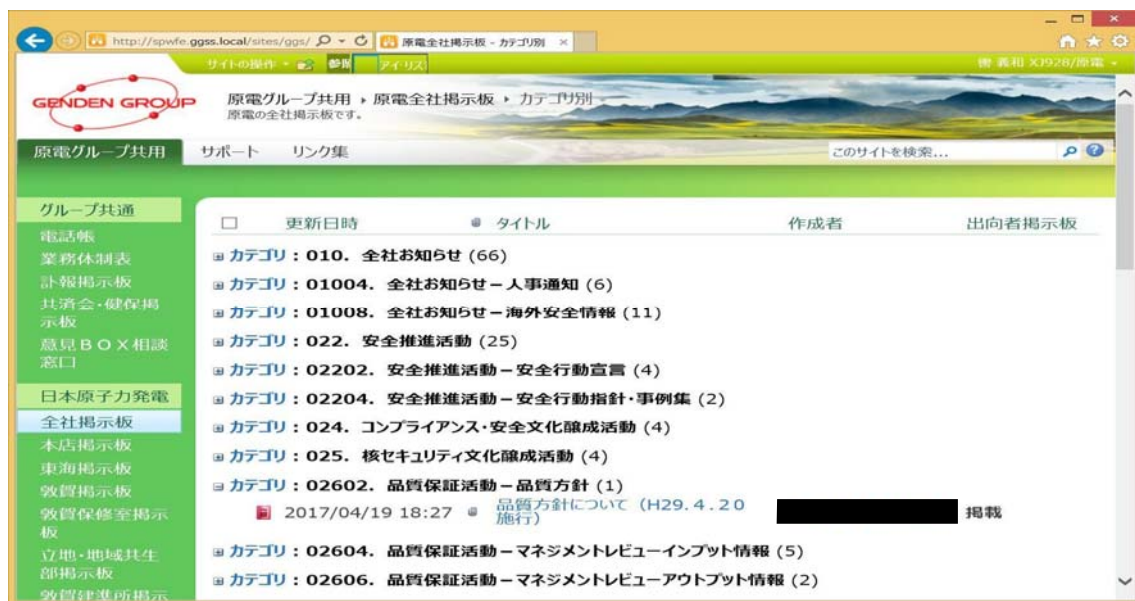 http://spwfe.ggss.local/sites/ggs/
原電全社掲示板 - カテゴリ別
サイトの操作
XJ928/原電
GENDEN GROUP
原電グループ共用 原電全社掲示板 カテゴリ別
原電の全社掲示板です。
原電グループ共用 サポート リンク集 このサイトを検索...
グループ共通
電話帳
業務体制表
訃報掲示板
共済会・健保掲
示板
意見BOX相談
窓口
日本原子力発電
全社掲示板
本店掲示板
東海掲示板
敦賀掲示板
敦賀保修室掲示
板
立地・地域共生
部掲示板
敦賀建準所掲示
更新日時 タイトル 作成者 出向者掲示板
カテゴリ : 010. 全社お知らせ (66)
カテゴリ : 01004. 全社お知らせ-人事通知 (6)
カテゴリ : 01008. 全社お知らせ-海外安全情報 (11)
カテゴリ : 022. 安全推進活動 (25)
カテゴリ : 02202. 安全推進活動-安全行動宣言 (4)
カテゴリ : 02204. 安全推進活動-安全行動指針・事例集 (2)
カテゴリ : 024. コンプライアンス・安全文化醸成活動 (4)
カテゴリ : 025. 核セキュリティ文化醸成活動 (4)
カテゴリ : 02602. 品質保証活動-品質方針 (1)
2017/04/19 18:27 品質方針について (H29.4.20
施行) 掲載
カテゴリ : 02604. 品質保証活動-マネジメントレビューインプット情報 (5)
カテゴリ : 02606. 品質保証活動-マネジメントレビューアウトプット情報 (2)